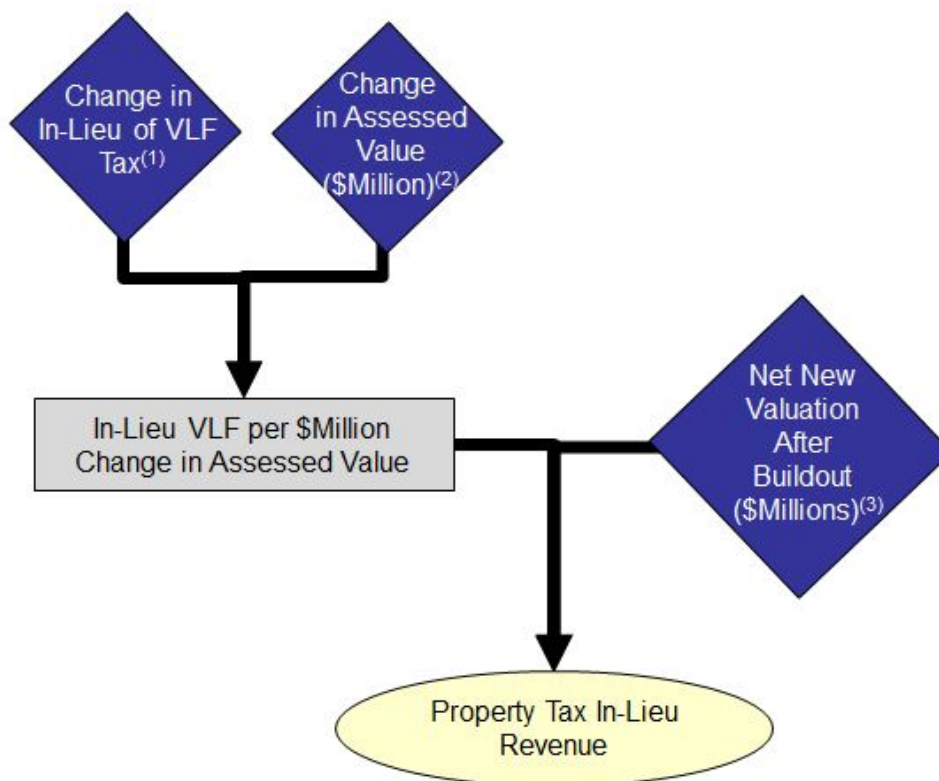 Change in
In-Lieu of VLF
Tax(1)
Change
in Assessed
Value
($Million)(2)
In-Lieu VLF per $Million
Change in Assessed Value
Net New
Valuation
After
Buildout
($Millions)(3)
Property Tax In-Lieu
Revenue